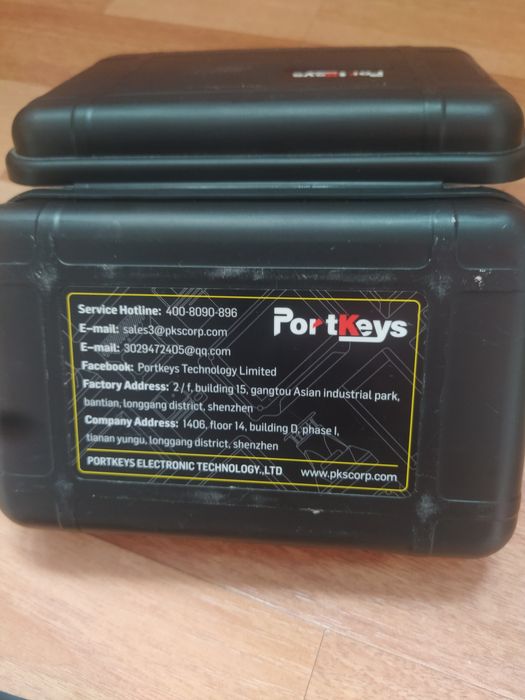 PortKeys
Service Hotline: 400-8090-896
PortKeys
E-mail: sales3@pkscorp.com
E-mail: 3029472405@qq.com
Facebook: Portkeys Technology Limited
Factory Address: 2/f, building 15, gangtou Asian industrial park,
bantian, longgang district, shenzhen
Company Address: 1406, floor 14, building D, phase I,
tianan yungu, longgang district, shenzhen
PORTKEYS ELECTRONIC TECHNOLOGY.,LTD www.pkscorp.com